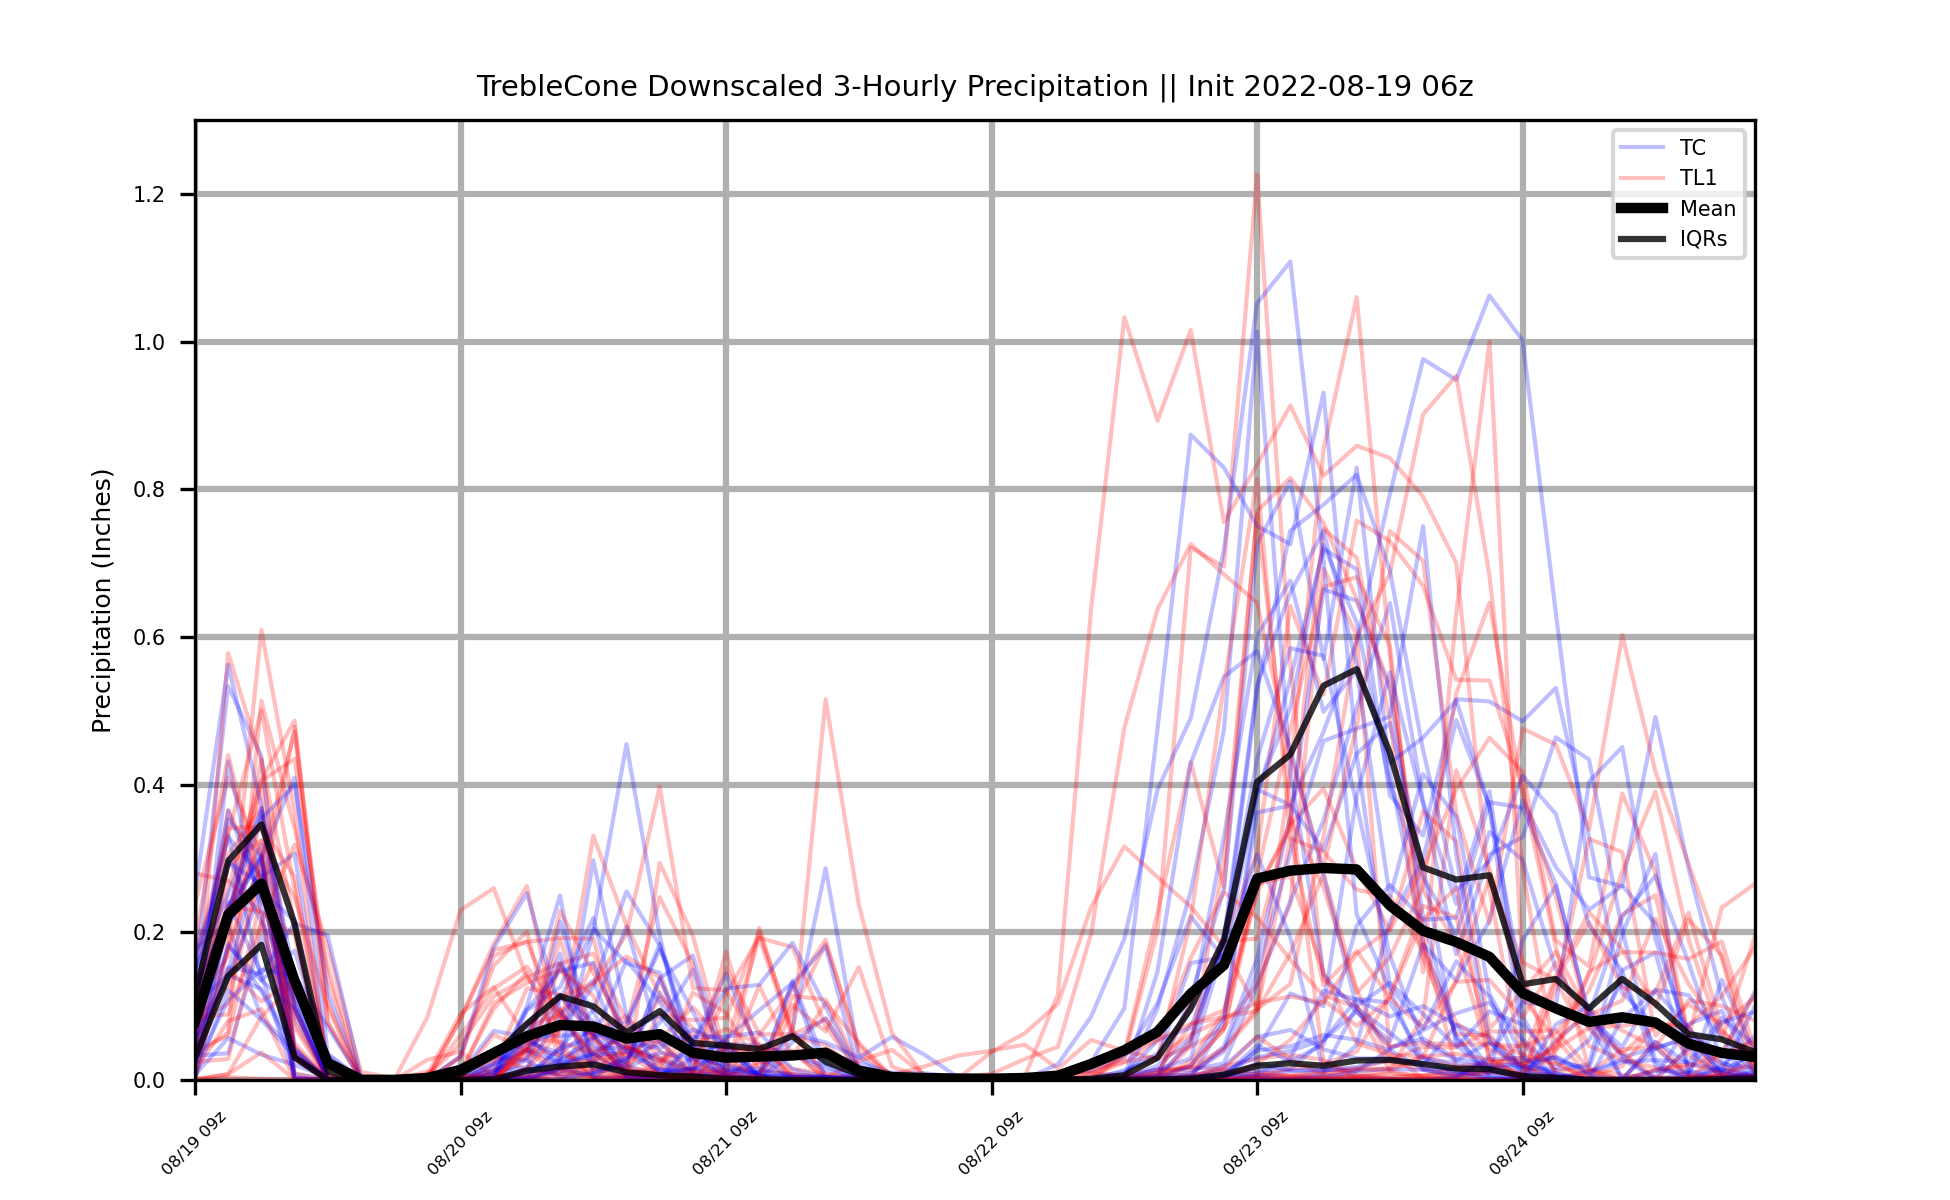 TrebleCone Downscaled 3-Hourly Precipitation || Init 2022-08-19 06z
TC
TL1
Mean
IQRs
Precipitation (Inches)
1.2
1.0
0.8
0.6
0.4
0.2
0.0
08/19 09z
08/20 09z
08/21 09z
08/22 09z
08/23 09z
08/24 09z